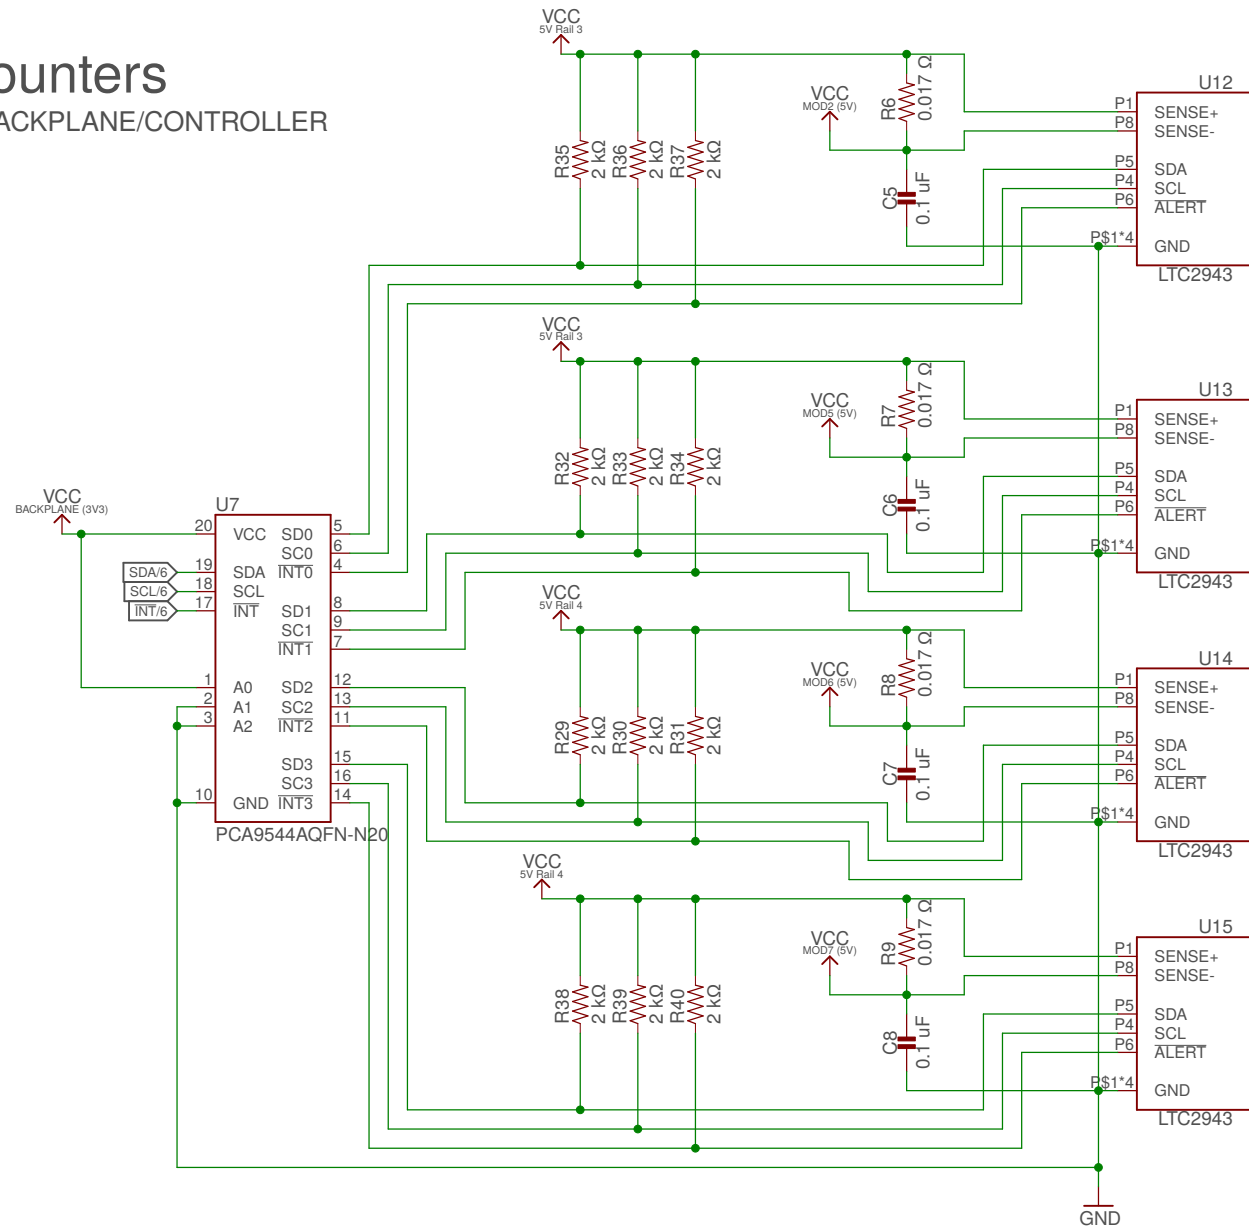 ounters
ACKPLANE/CONTROLLER
VCC
5V Rail 3
R35
2 kΩ
R36
2 kΩ
R37
2 kΩ
VCC
MOD2 (5V)
R6
0.017 Ω
C5
0.1 uF
U12
P1 SENSE+
P8 SENSE-
P5 SDA
P4 SCL
P6 ALERT
P$1*4 GND
LTC2943
VCC
5V Rail 3
R32
2 kΩ
R33
2 kΩ
R34
2 kΩ
VCC
MOD5 (5V)
R7
0.017 Ω
C6
0.1 uF
U13
P1 SENSE+
P8 SENSE-
P5 SDA
P4 SCL
P6 ALERT
P$1*4 GND
LTC2943
VCC
BACKPLANE (3V3)
SDA/6
SCL/6
INT/6
U7
20 VCC SD0 5
SC0 6
19 SDA INT0 4
18 SCL
17 INT SD1 8
SC1 9
INT1 7
1 A0 SD2 12
2 A1 SC2 13
3 A2 INT2 11
SD3 15
SC3 16
10 GND INT3 14
PCA9544AQFN-N20
VCC
5V Rail 4
R29
2 kΩ
R30
2 kΩ
R31
2 kΩ
VCC
MOD6 (5V)
R8
0.017 Ω
C7
0.1 uF
U14
P1 SENSE+
P8 SENSE-
P5 SDA
P4 SCL
P6 ALERT
P$1*4 GND
LTC2943
VCC
5V Rail 4
R38
2 kΩ
R39
2 kΩ
R40
2 kΩ
VCC
MOD7 (5V)
R9
0.017 Ω
C8
0.1 uF
U15
P1 SENSE+
P8 SENSE-
P5 SDA
P4 SCL
P6 ALERT
P$1*4 GND
LTC2943
GND